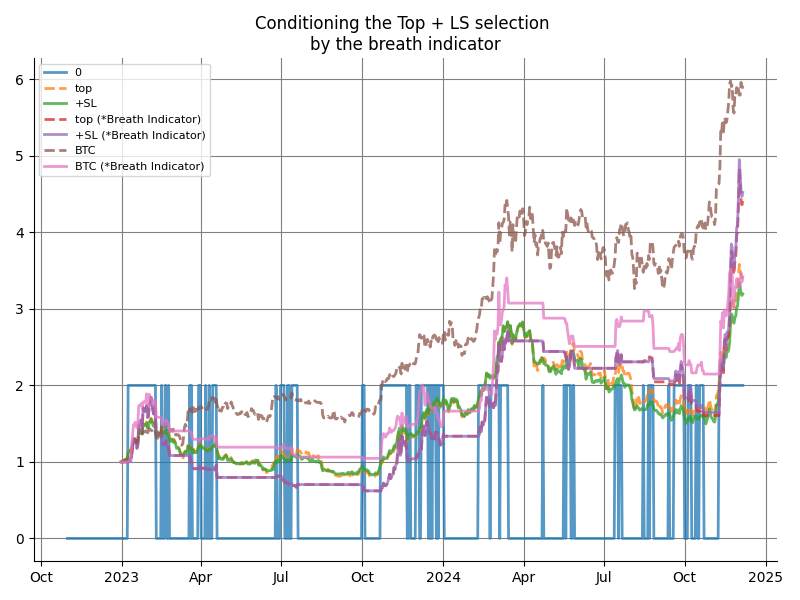 Conditioning the Top + LS selection
by the breath indicator
0
top
+SL
top (*Breath Indicator)
+SL (*Breath Indicator)
BTC
BTC (*Breath Indicator)
6
5
4
3
2
1
0
Oct 2023 Apr Jul Oct 2024 Apr Jul Oct 2025